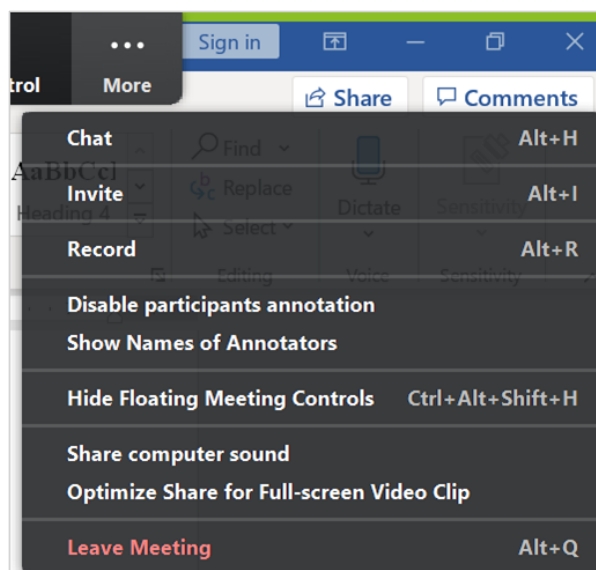 Sign in
trol
More
Share
Comments
Chat Alt+H
Find
AaBbCcI
Invite Alt+I
Replace
Heading 4
Dictate
Sensitivity
Select
Record Alt+R
Editing
Voice
Sensitivity
Disable participants annotation
Show Names of Annotators
Hide Floating Meeting Controls Ctrl+Alt+Shift+H
Share computer sound
Optimize Share for Full-screen Video Clip
Leave Meeting Alt+Q